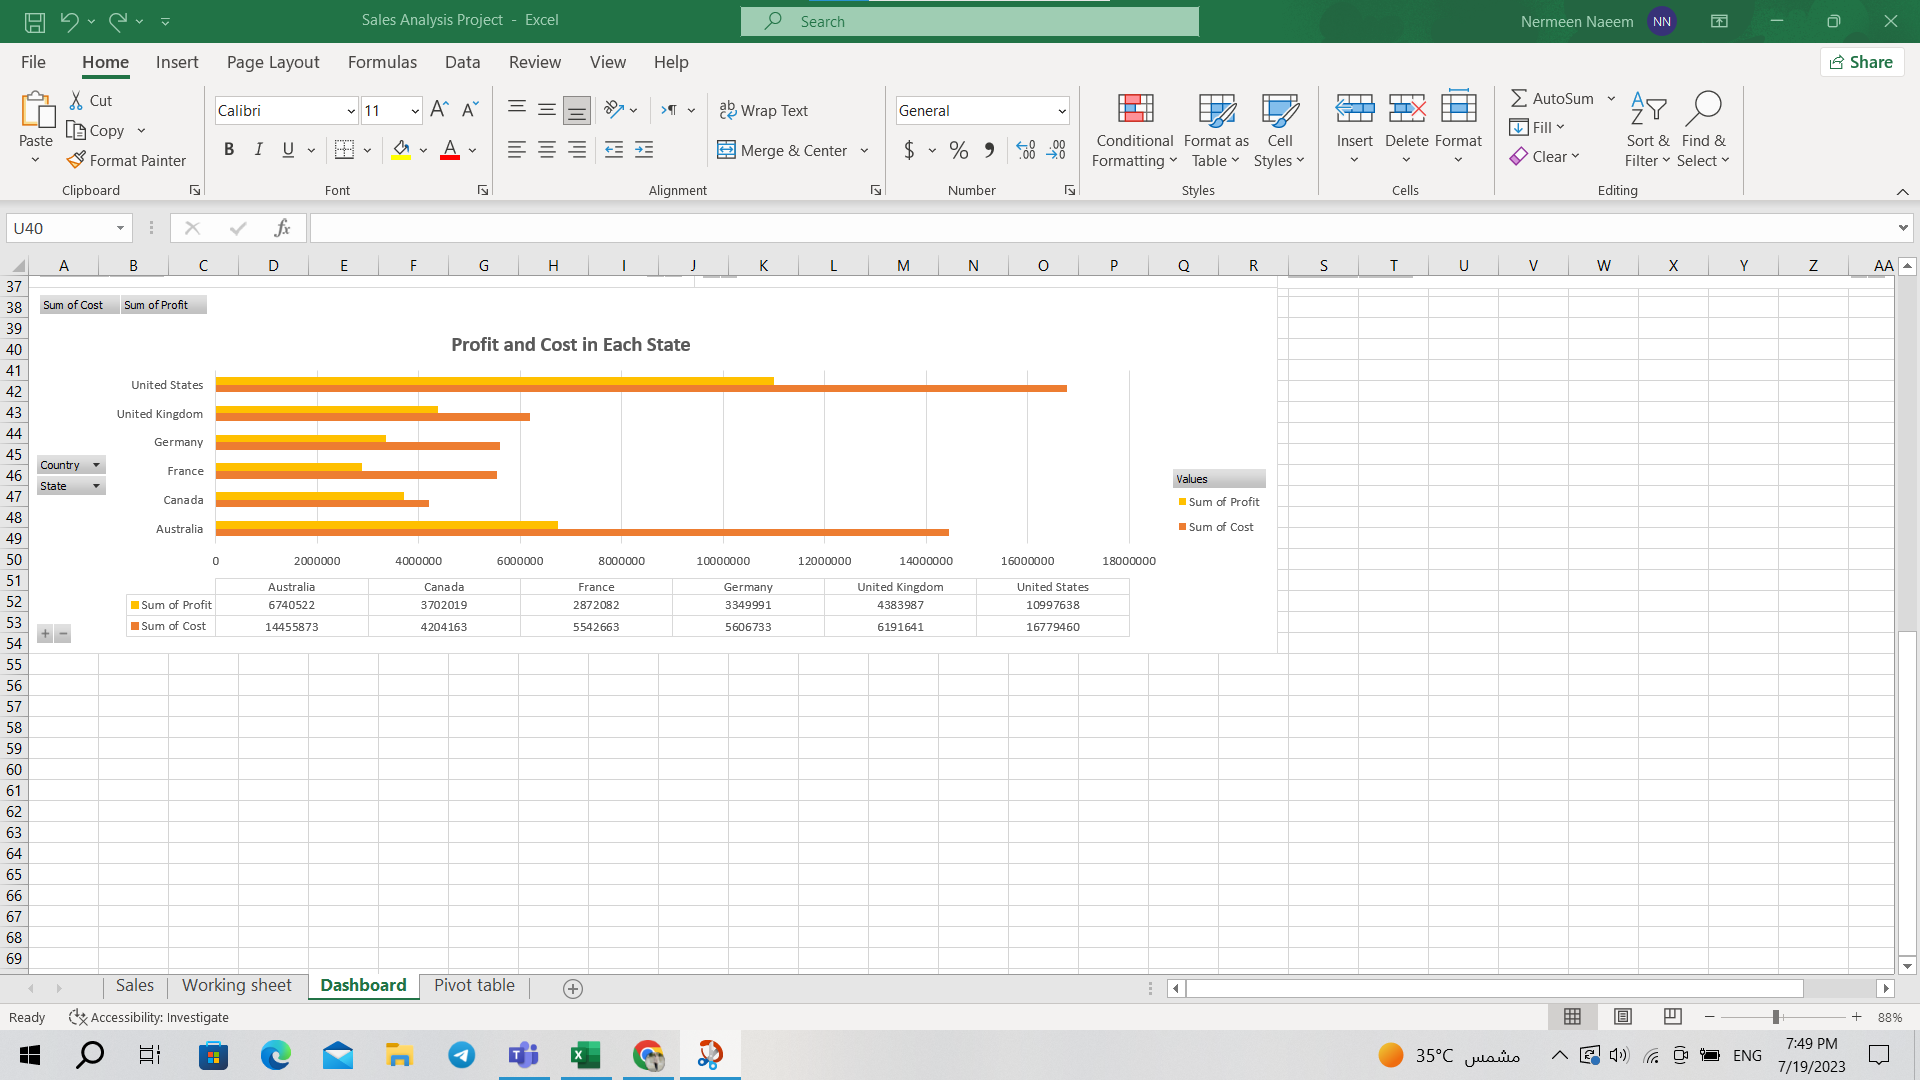 Sales Analysis Project - Excel
Search
Nermeen Naeem NN
File Home Insert Page Layout Formulas Data Review View Help Share
Paste
Cut
Copy
Format Painter
Clipboard
Calibri 11
B I U
Font
Wrap Text
Merge & Center
Alignment
General
$ % ,
Number
Conditional Formatting
Format as Table
Cell Styles
Styles
Insert Delete Format
Cells
AutoSum
Fill
Clear
Sort & Filter
Find & Select
Editing
U40 fx
A B C D E F G H I J K L M N O P Q R S T U V W X Y Z AA
37
38
39
40
41
42
43
44
45
46
47
48
49
50
51
52
53
54
55
56
57
58
59
60
61
62
63
64
65
66
67
68
69
Sum of Cost Sum of Profit
Profit and Cost in Each State
United States
United Kingdom
Germany
France
Canada
Australia
Country
State
Values
Sum of Profit
Sum of Cost
0 2000000 4000000 6000000 8000000 10000000 12000000 14000000 16000000 18000000
Australia Canada France Germany United Kingdom United States
Sum of Profit 6740522 3702019 2872082 3349991 4383987 10997638
Sum of Cost 14455873 4204163 5542663 5606733 6191641 16779460
Sales Working sheet Dashboard Pivot table
Ready Accessibility: Investigate 88%
35°C مشمس ENG
7:49 PM
7/19/2023